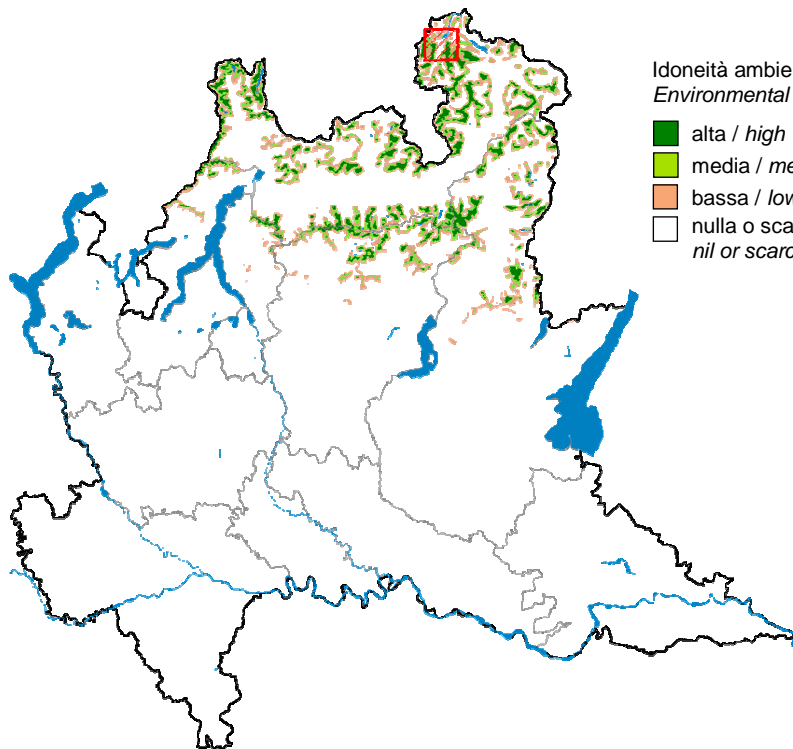 Idoneità ambie
Environmental
alta / high
media / me
bassa / low
nulla o sca
nil or scarc